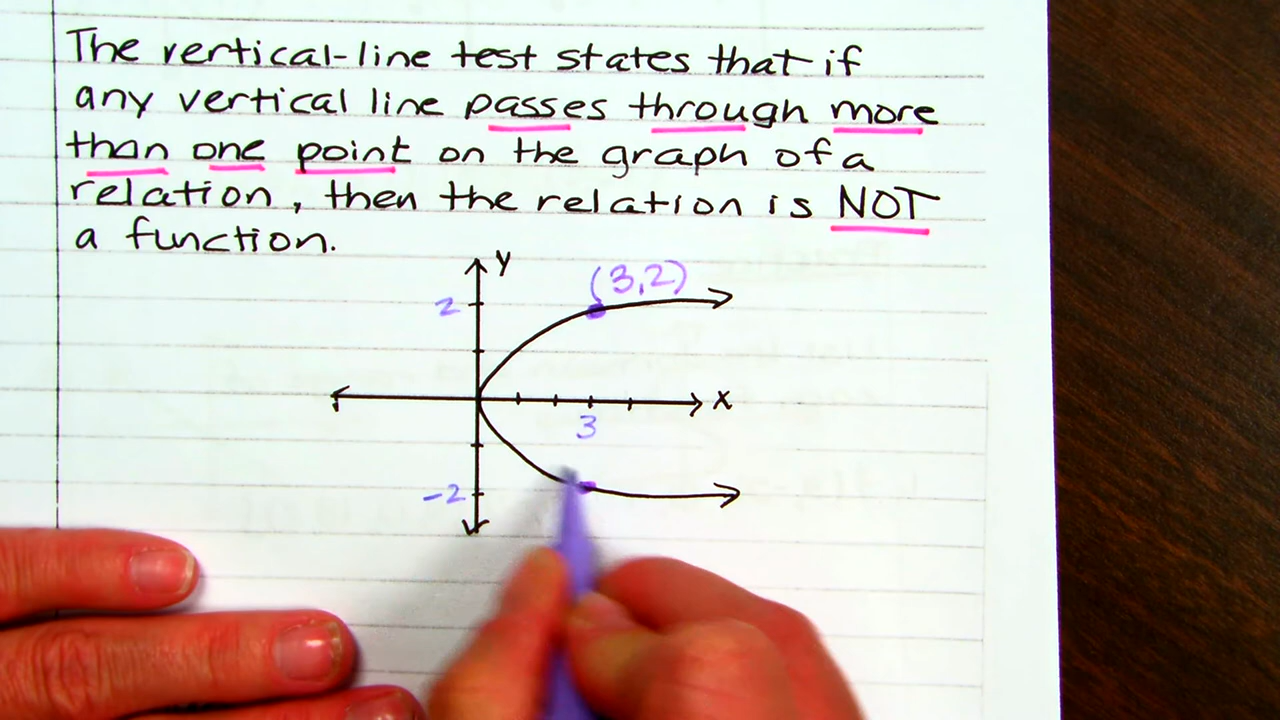 The vertical-line test states that if
any vertical line passes through more
than one point on the graph of a
relation, then the relation is NOT
a function.
y
(3,2)
2
x
3
-2